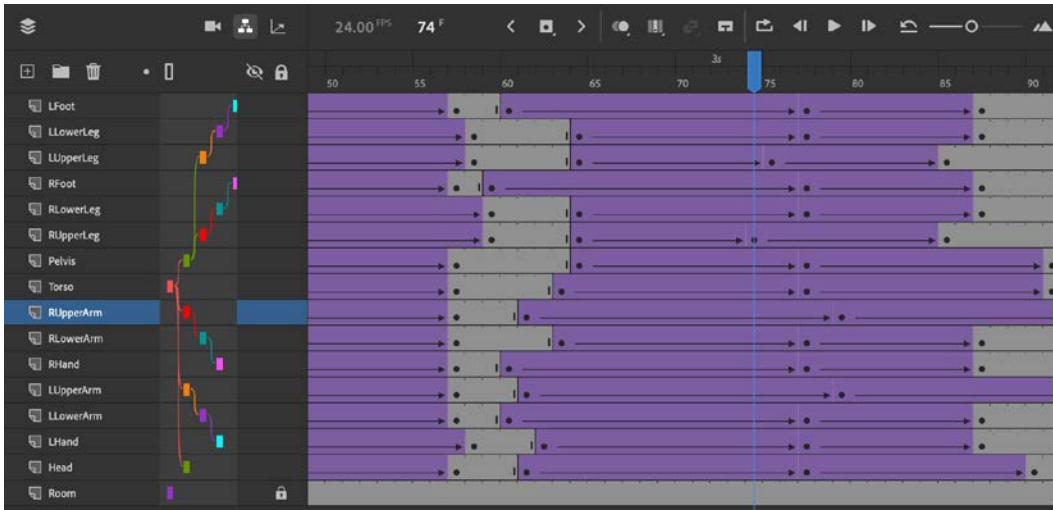 24.00 FPS 74 F
3s
50 55 60 65 70 75 80 85 90
LFoot
LLowerLeg
LUpperLeg
RFoot
RLowerLeg
RUpperLeg
Pelvis
Torso
RUpperArm
RLowerArm
RHand
LUpperArm
LLowerArm
LHand
Head
Room